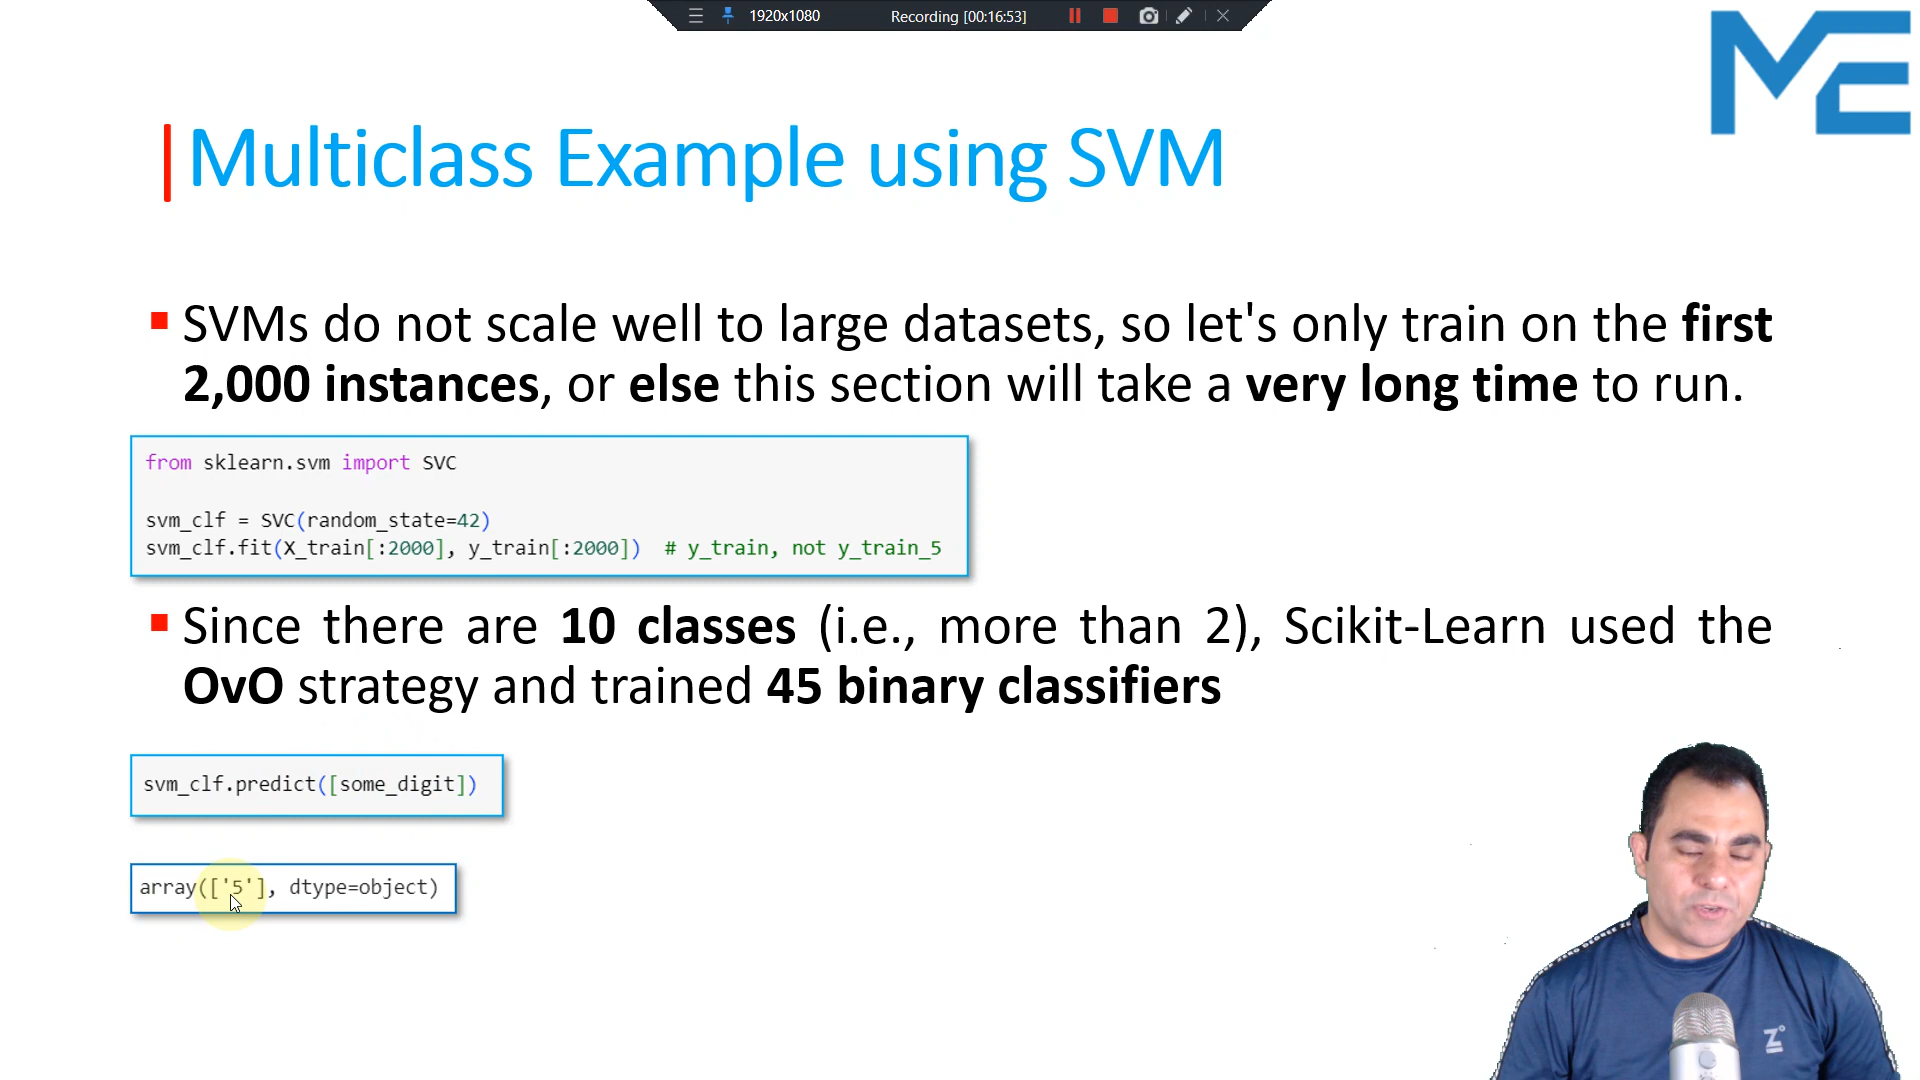 1920x1080 Recording [00:16:53]
ME
Multiclass Example using SVM
SVMs do not scale well to large datasets, so let's only train on the first
2,000 instances, or else this section will take a very long time to run.
from sklearn.svm import SVC
svm_clf = SVC(random_state=42)
svm_clf.fit(X_train[:2000], y_train[:2000])  # y_train, not y_train_5
Since there are 10 classes (i.e., more than 2), Scikit-Learn used the
OvO strategy and trained 45 binary classifiers
svm_clf.predict([some_digit])
array(['5'], dtype=object)